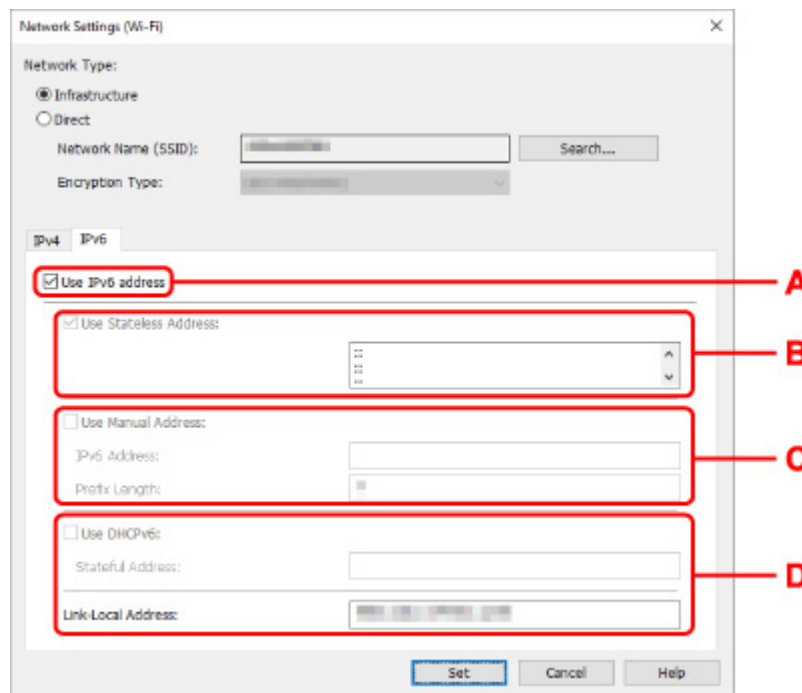 Network Settings (Wi-Fi)
Network Type:
Infrastructure
Direct
Network Name (SSID):
Search...
Encryption Type:
IPv4 IPv6
Use IPv6 address
A
Use Stateless Address:
::
::
::
B
Use Manual Address:
IPv6 Address:
Prefix Length:
C
Use DHCPv6:
Stateful Address:
D
Link-Local Address:
Set Cancel Help